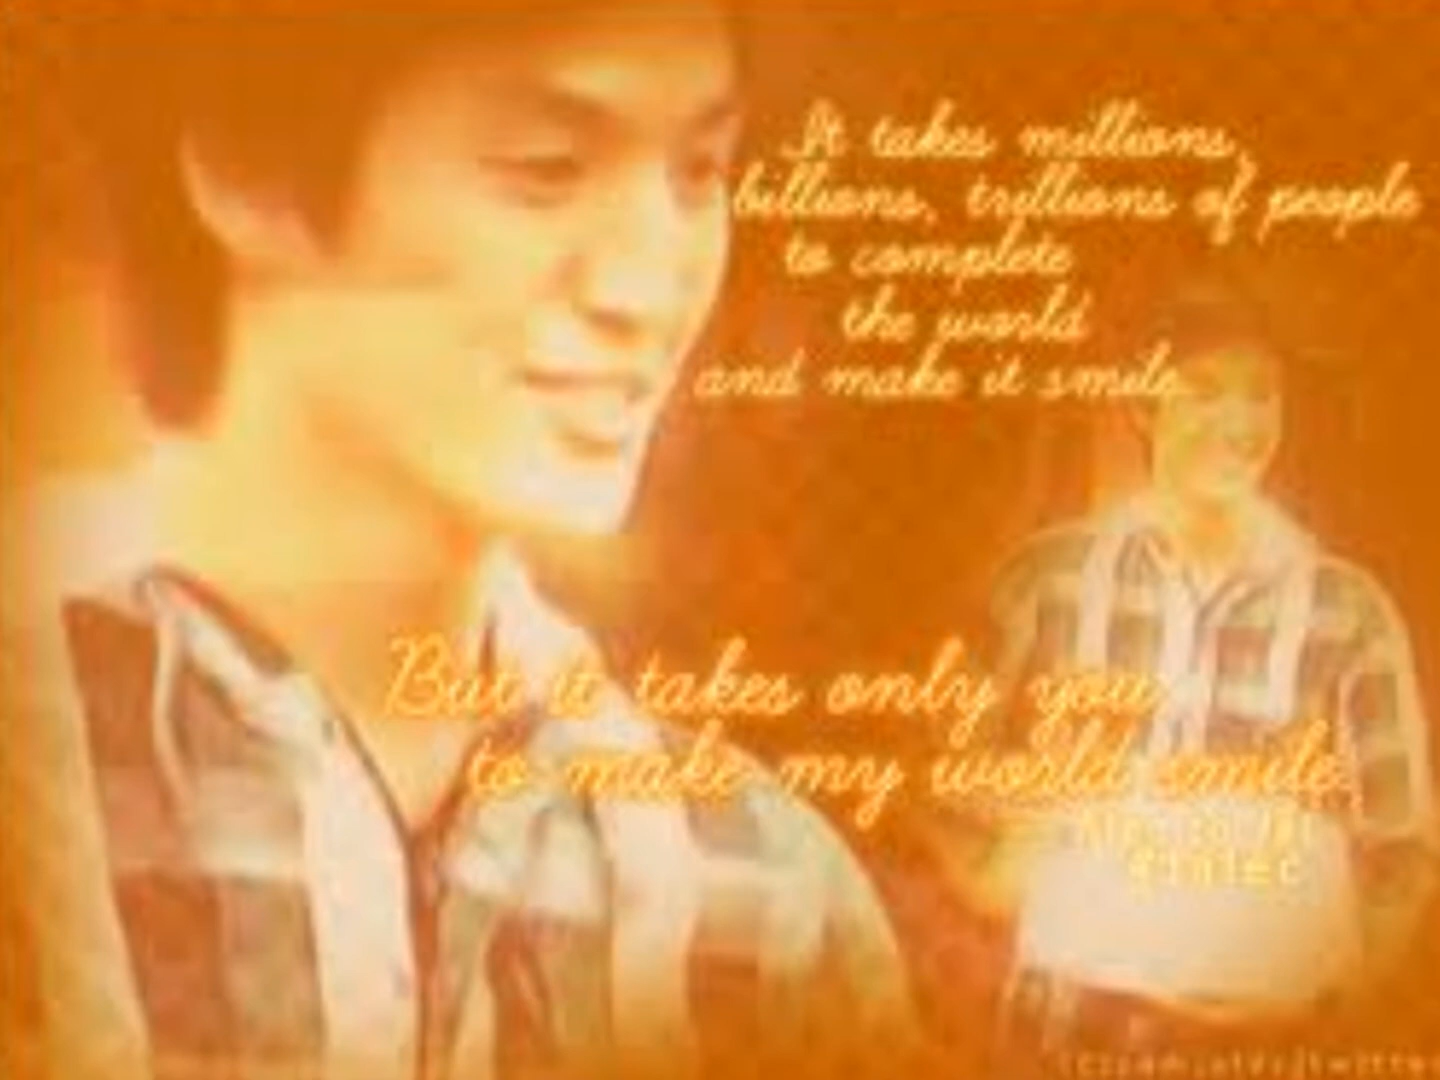 It takes millions,
billions, trillions of people
to complete
the world
and make it smile.
But it takes only you
to make my world smile.